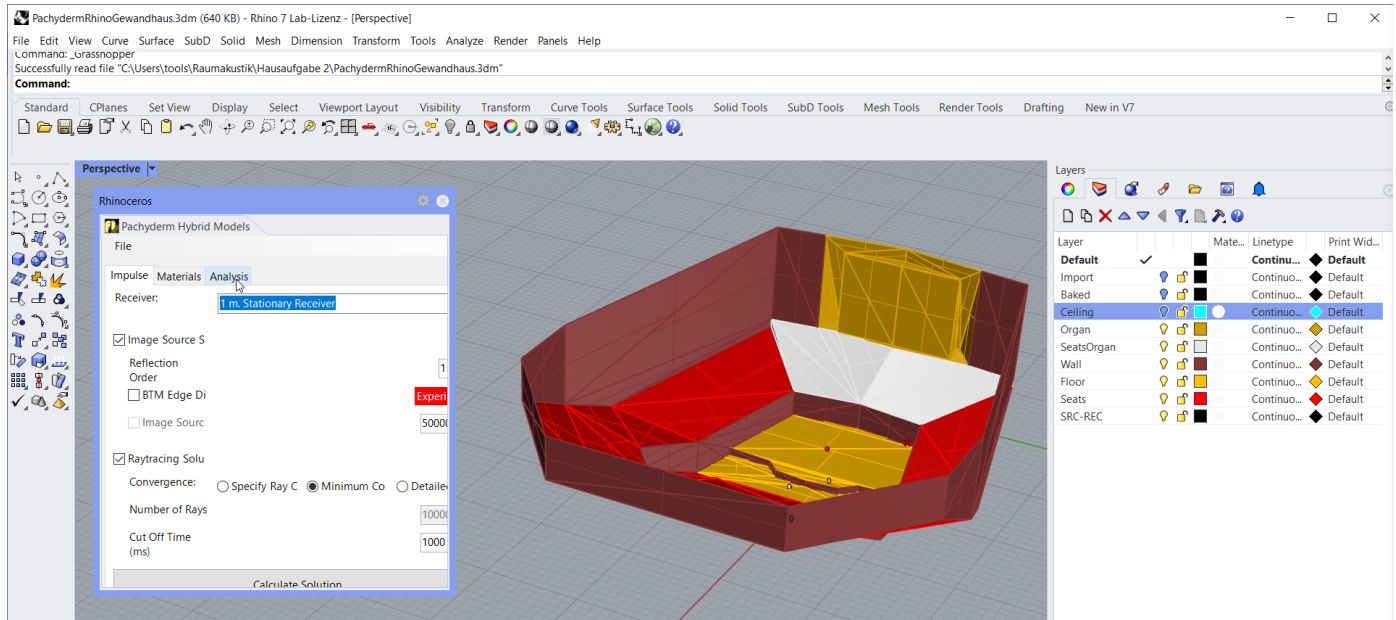 PachydermRhinoGewandhaus.3dm (640 KB) - Rhino 7 Lab-Lizenz - [Perspective]
File Edit View Curve Surface SubD Solid Mesh Dimension Transform Tools Analyze Render Panels Help
Command: _Grasshopper
Successfully read file "C:\Users\tools\Raumakustik\Hausaufgabe 2\PachydermRhinoGewandhaus.3dm"
Command:
Standard CPlanes Set View Display Select Viewport Layout Visibility Transform Curve Tools Surface Tools Solid Tools SubD Tools Mesh Tools Render Tools Drafting New in V7
Perspective
Rhinoceros
Pachyderm Hybrid Models
File
Impulse Materials Analysis
Receiver: 1 m. Stationary Receiver
Image Source S
Reflection
Order
1
BTM Edge Di Experi
Image Sourc 5000
Raytracing Solu
Convergence: Specify Ray C Minimum Co Detailed
Number of Rays 1000
Cut Off Time
(ms)
1000
Calculate Solution
0
0
Layers
Layer Mate... Linetype Print Wid...
Default Continu... Default
Import Continuo... Default
Baked Continuo... Default
Ceiling Continuo... Default
Organ Continuo... Default
SeatsOrgan Continuo... Default
Wall Continuo... Default
Floor Continuo... Default
Seats Continuo... Default
SRC-REC Continuo... Default